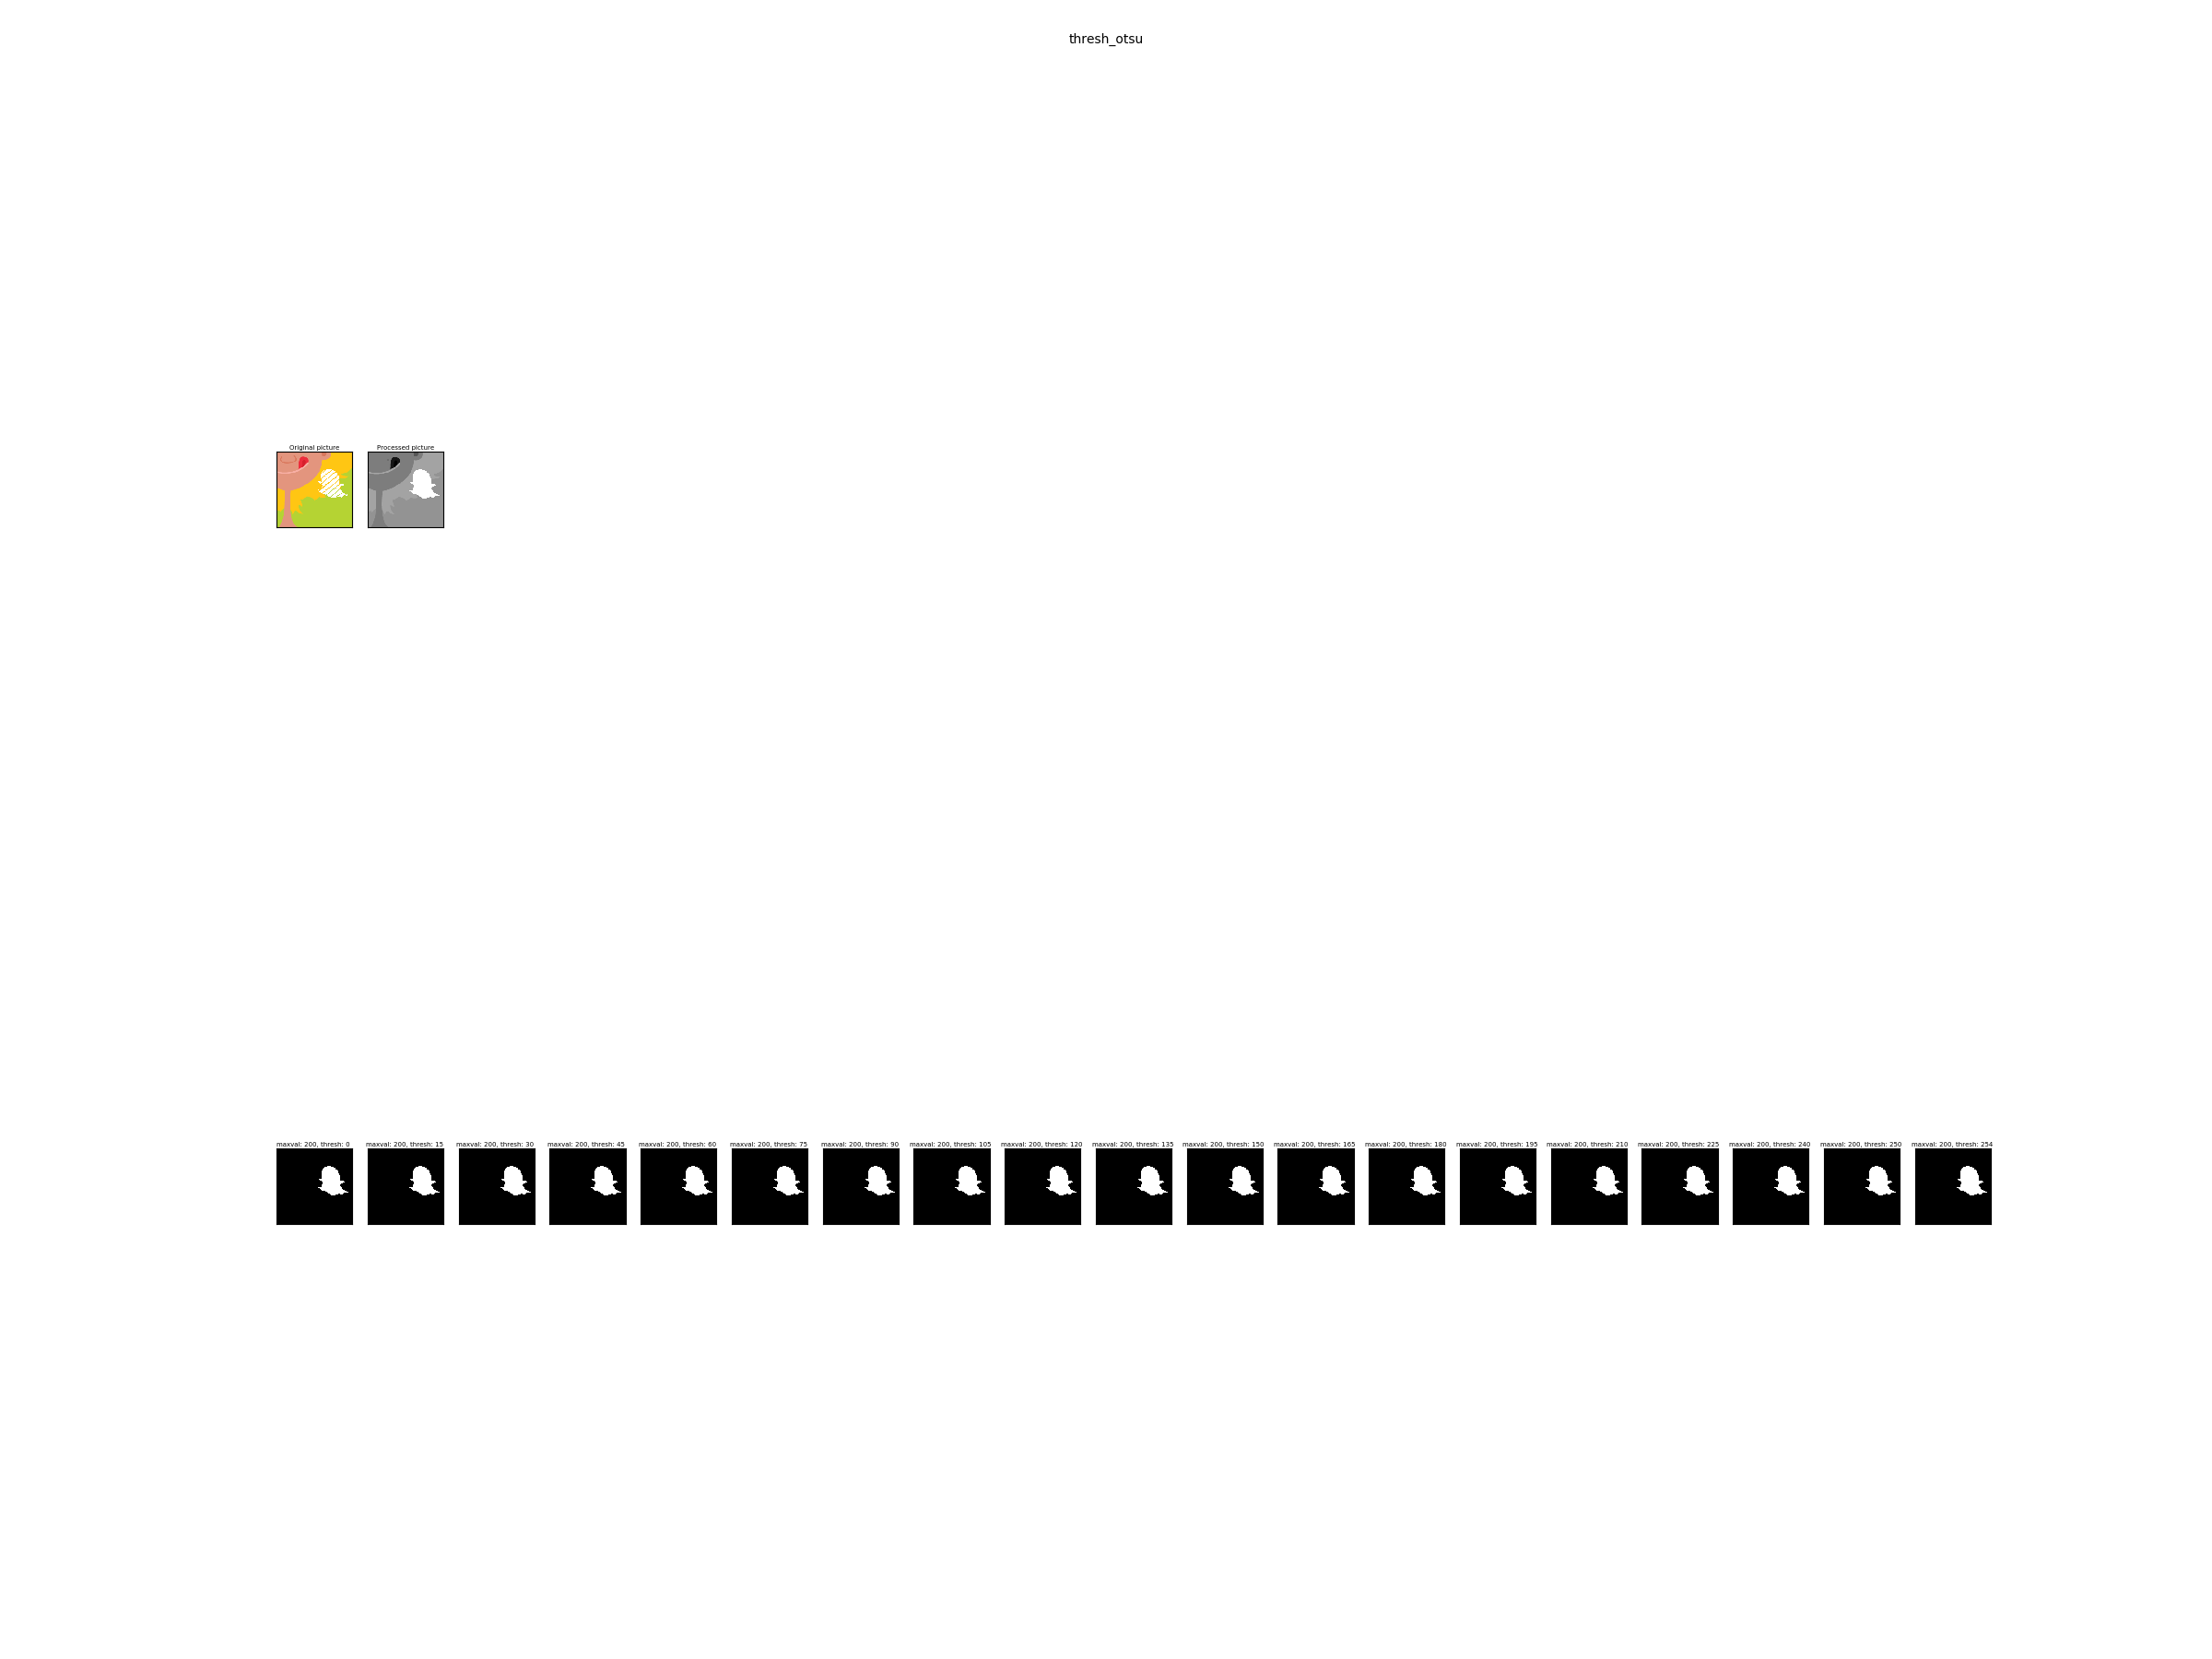 thresh_otsu
Original picture
Processed picture
maxval: 200, thresh: 0
maxval: 200, thresh: 15
maxval: 200, thresh: 30
maxval: 200, thresh: 45
maxval: 200, thresh: 60
maxval: 200, thresh: 75
maxval: 200, thresh: 90
maxval: 200, thresh: 105
maxval: 200, thresh: 120
maxval: 200, thresh: 135
maxval: 200, thresh: 150
maxval: 200, thresh: 165
maxval: 200, thresh: 180
maxval: 200, thresh: 195
maxval: 200, thresh: 210
maxval: 200, thresh: 225
maxval: 200, thresh: 240
maxval: 200, thresh: 250
maxval: 200, thresh: 254